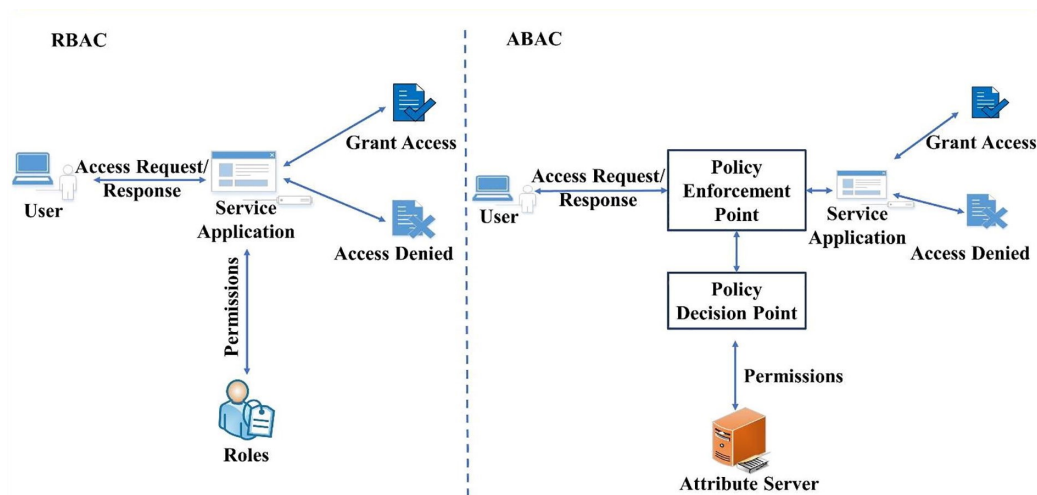 RBAC
Grant Access
Access Request/
Response
User
Service
Application
Access Denied
Permissions
Roles
ABAC
Grant Access
Access Request/
Response
User
Policy
Enforcement
Point
Service
Application
Access Denied
Policy
Decision Point
Permissions
Attribute Server